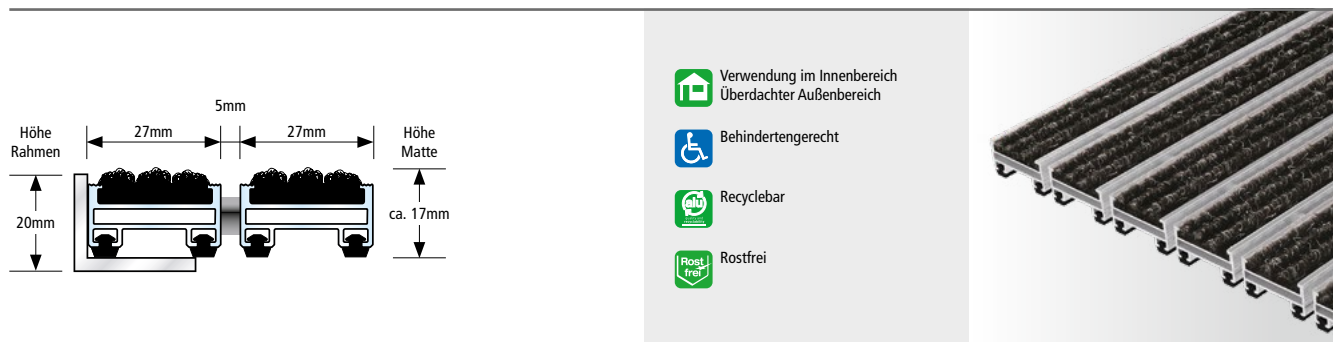 5mm
Höhe
Rahmen
27mm
27mm
Höhe
Matte
20mm
ca. 17mm
Verwendung im Innenbereich
Überdachter Außenbereich
Behindertengerecht
alu
Recyclebar
Rost
frei
Rostfrei